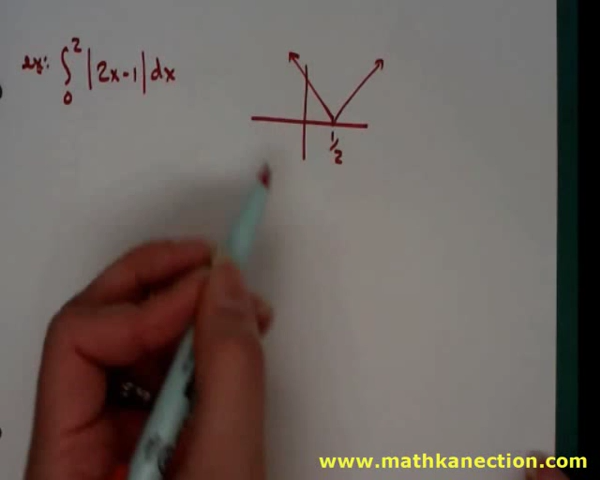 ex: ∫₀² |2x-1| dx
1/2
www.mathkanection.com